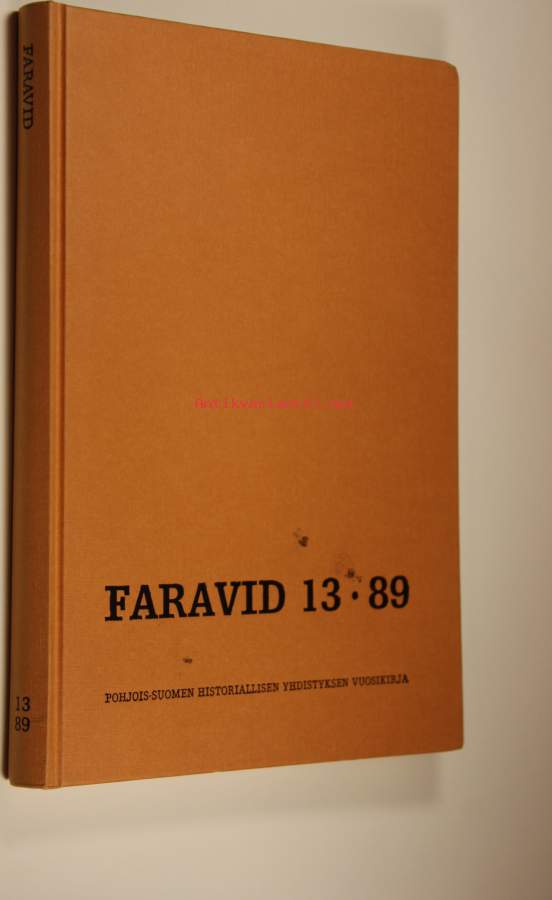 FARAVID
13
89
FARAVID 13 • 89
POHJOIS-SUOMEN HISTORIALLISEN YHDISTYKSEN VUOSIKIRJA